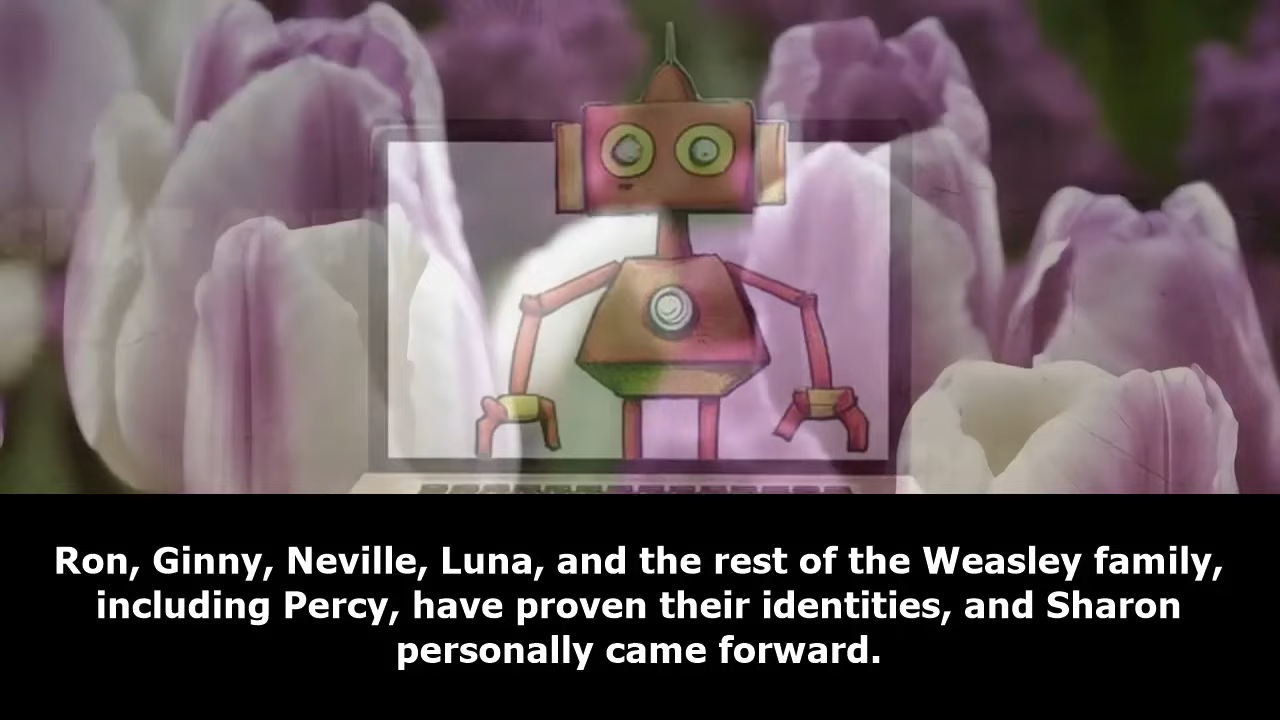 Ron, Ginny, Neville, Luna, and the rest of the Weasley family,
including Percy, have proven their identities, and Sharon
personally came forward.